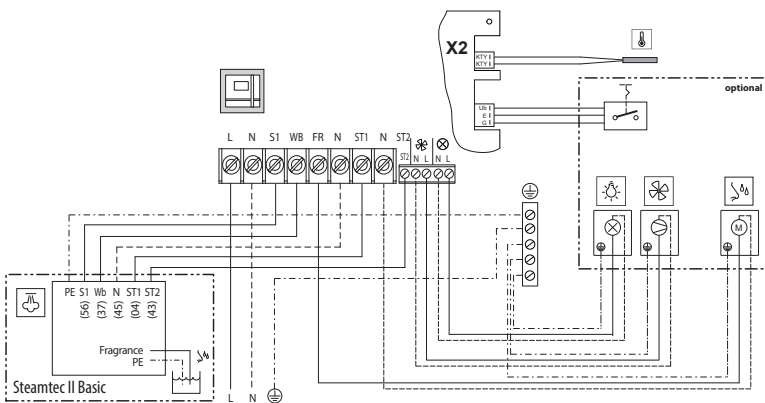 X2
KTY
KTY
Ub
E
G
optional
L N S1 WB FR N ST1 N ST2
ST2 N L N L
M
PE S1 Wb N ST1 ST2
(56) (37) (45) (04) (43)
Fragrance
PE
Steamtec II Basic
L N